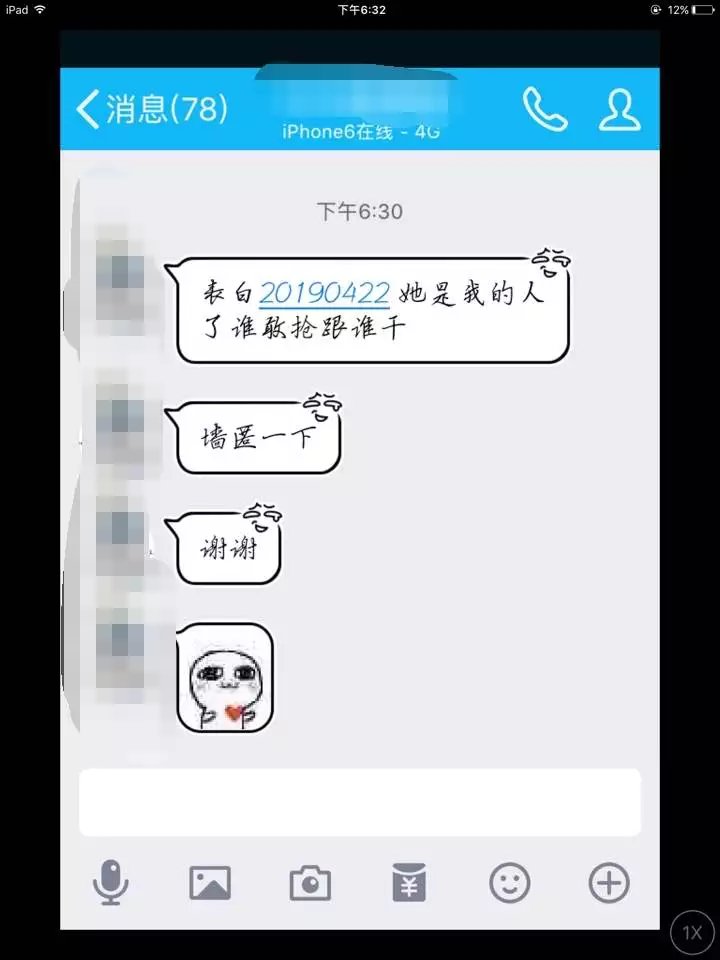 iPad 下午6:32 12%
消息(78)
iPhone6在线 - 4G
下午6:30
表白20190422她是我的人
了谁敢抢跟谁干
墙匿一下
谢谢
1X